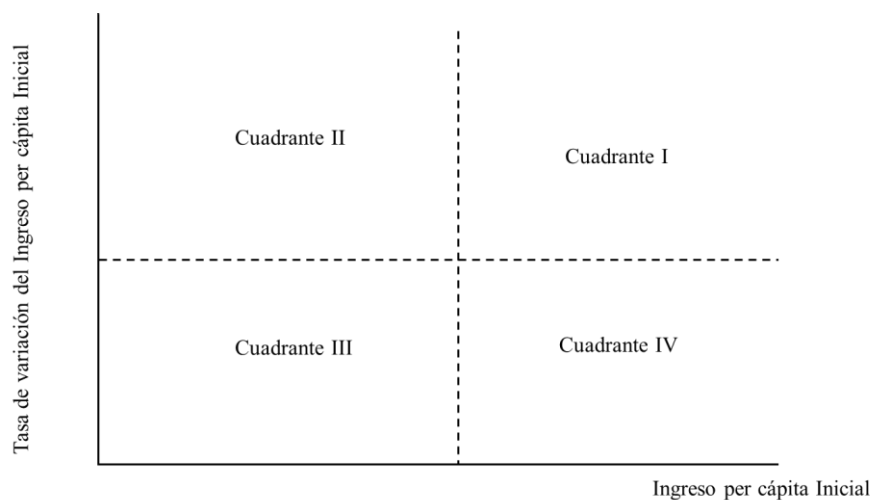 Tasa de variación del Ingreso per cápita Inicial
Cuadrante II
Cuadrante I
Cuadrante III
Cuadrante IV
Ingreso per cápita Inicial